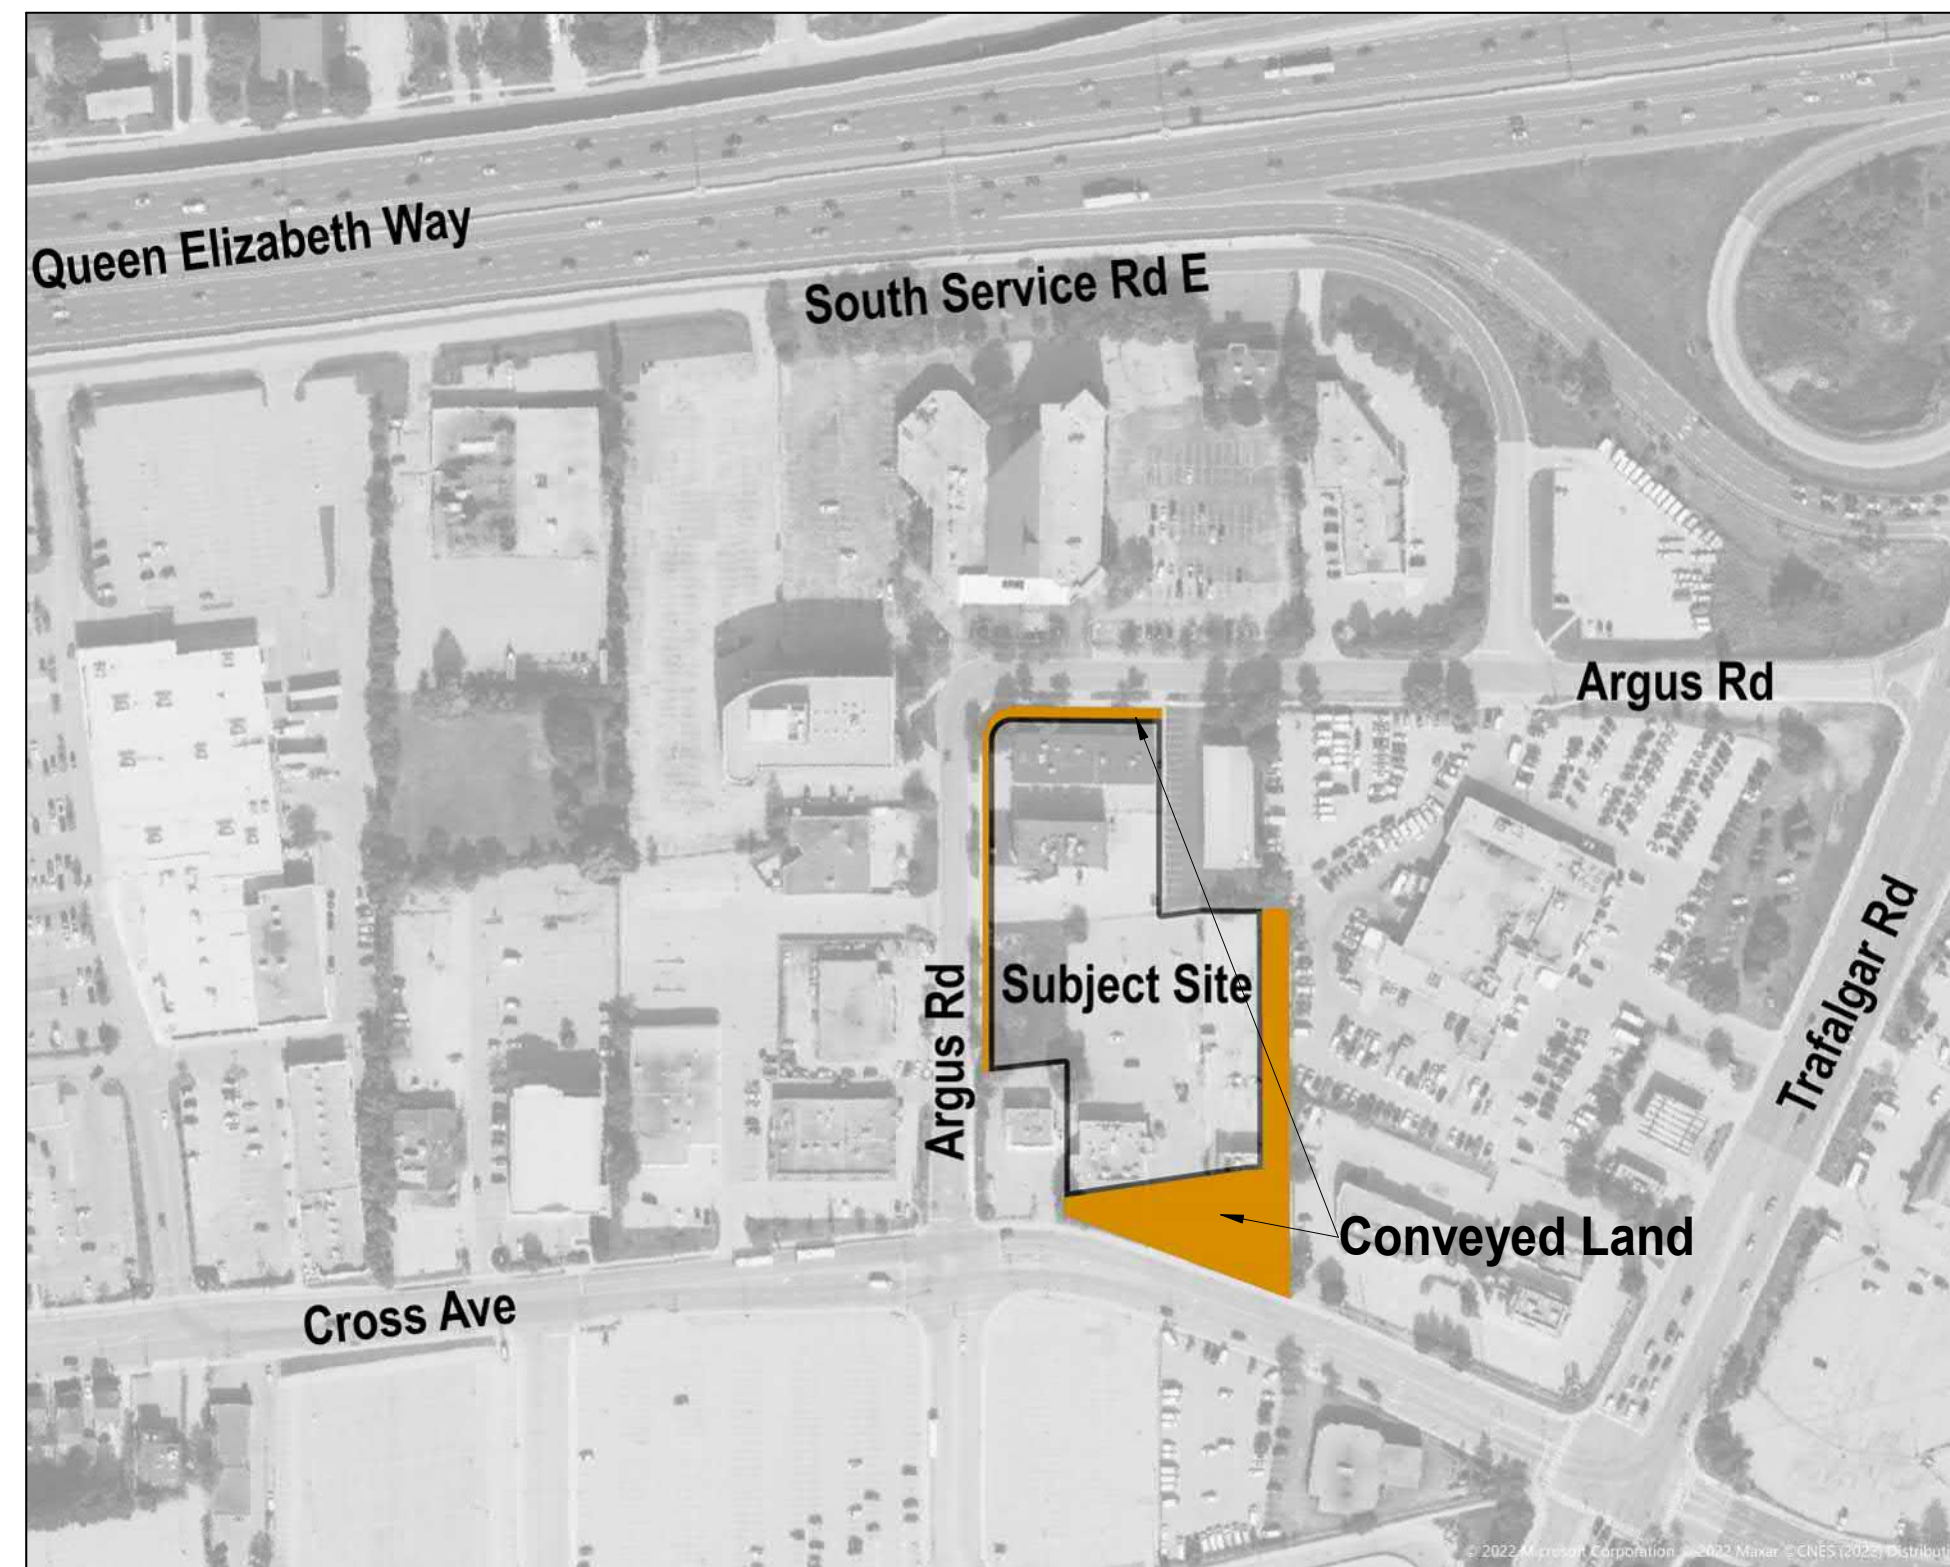 Queen Elizabeth Way
South Service Rd E
Argus Rd
Trafalgar Rd
Subject Site
Argus Rd
Conveyed Land
Cross Ave
© 2022 Microsoft Corporation © 2022 Maxar ©CNES (2022) Distribut